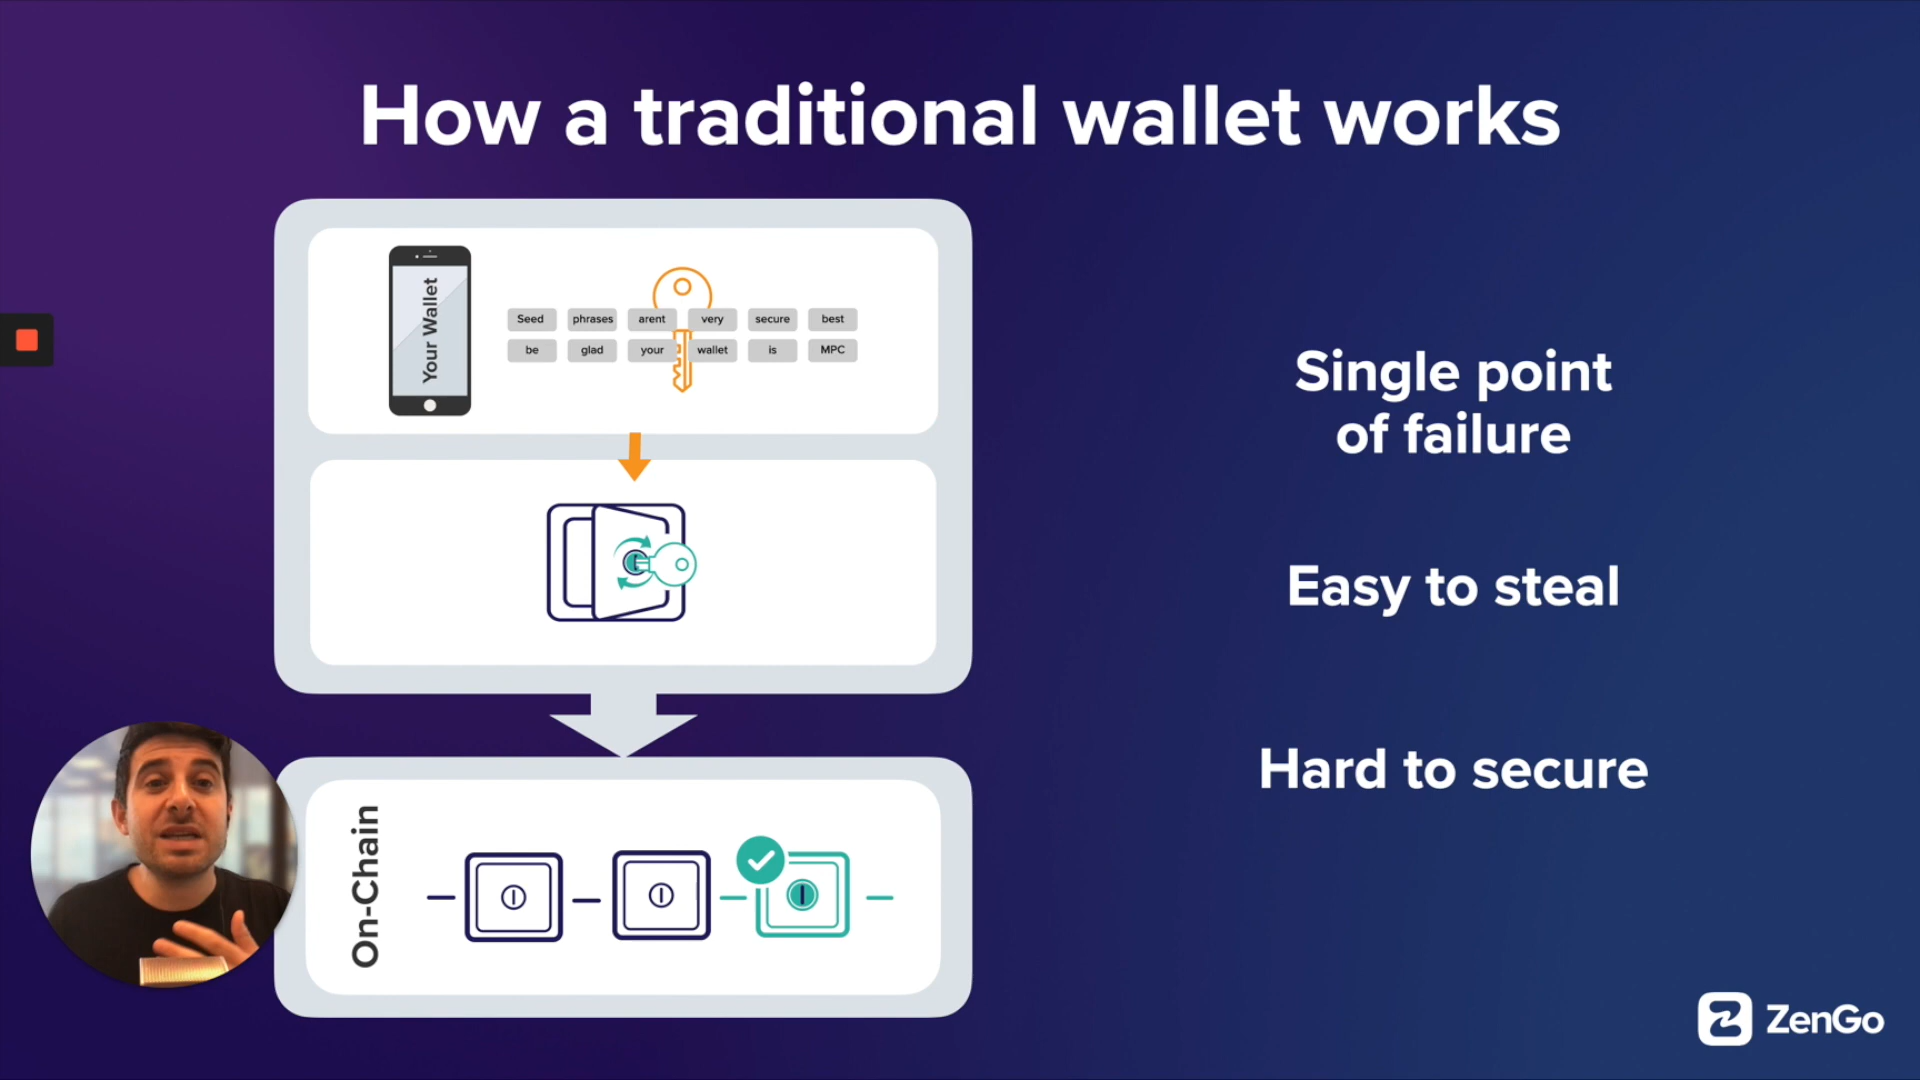 How a traditional wallet works
Your Wallet
Seed phrases arent very secure best
be glad your wallet is MPC
Single point
of failure
Easy to steal
Hard to secure
On-Chain
ZenGo